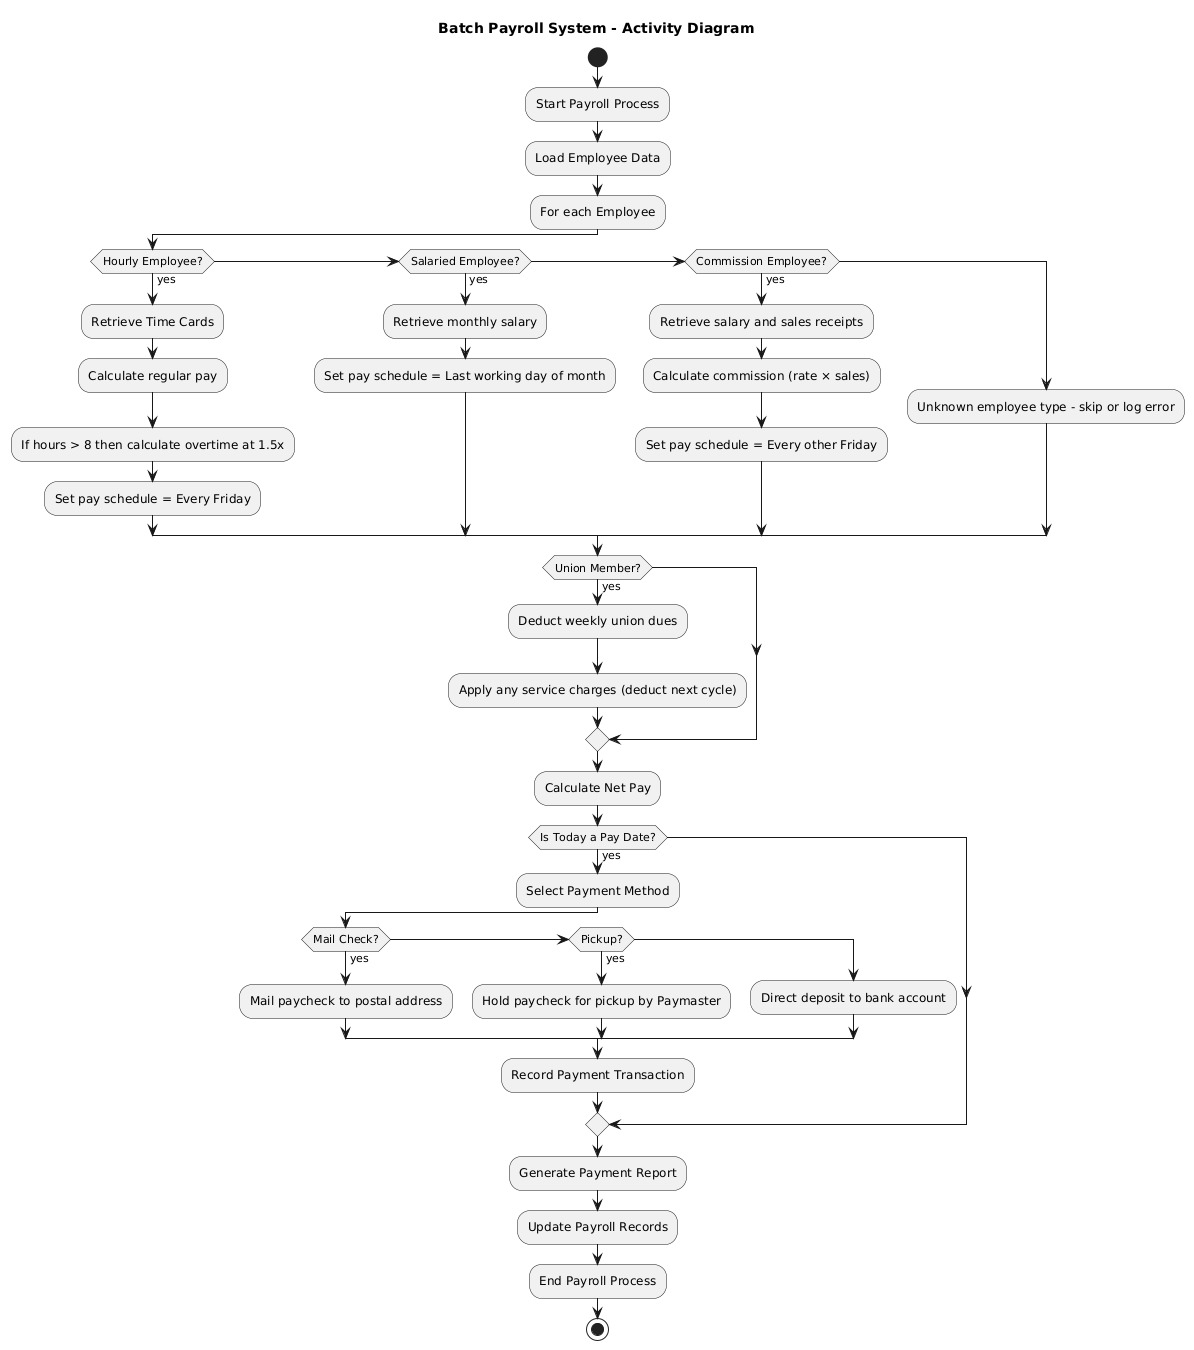 Batch Payroll System - Activity Diagram
Start Payroll Process
Load Employee Data
For each Employee
Hourly Employee?
yes
Retrieve Time Cards
Calculate regular pay
If hours > 8 then calculate overtime at 1.5x
Set pay schedule = Every Friday
Salaried Employee?
yes
Retrieve monthly salary
Set pay schedule = Last working day of month
Commission Employee?
yes
Retrieve salary and sales receipts
Calculate commission (rate × sales)
Set pay schedule = Every other Friday
Unknown employee type - skip or log error
Union Member?
yes
Deduct weekly union dues
Apply any service charges (deduct next cycle)
Calculate Net Pay
Is Today a Pay Date?
yes
Select Payment Method
Mail Check?
yes
Mail paycheck to postal address
Pickup?
yes
Hold paycheck for pickup by Paymaster
Direct deposit to bank account
Record Payment Transaction
Generate Payment Report
Update Payroll Records
End Payroll Process